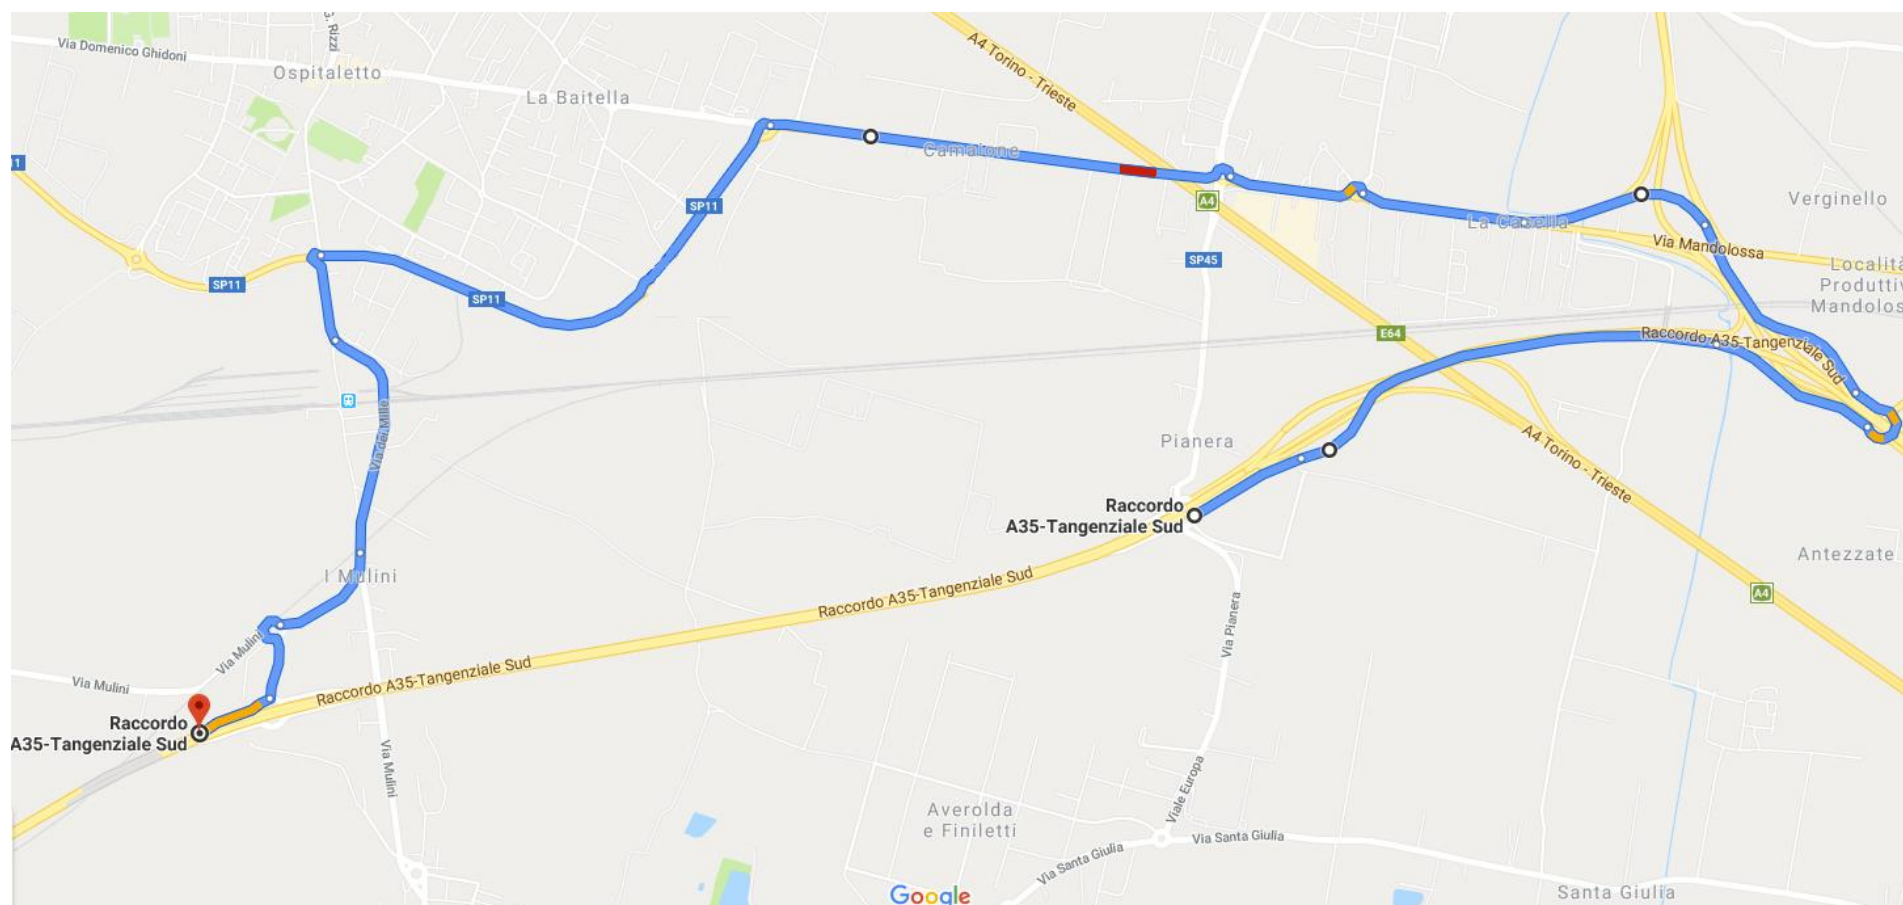 G. Rizzi
A4 Torino - Trieste
Via Domenico Ghidoni
Ospitaletto
La Baitella
Camaione
11
A4
SP11
Verginello
La Casella
Via Mandolossa
SP45
Località
Produttiv
Mandolos
SP11
SP11
E64
Raccordo A35-Tangenziale Sud
Via dei Mille
Pianera
A4 Torino - Trieste
Raccordo
A35-Tangenziale Sud
Antezzate
I Mulini
Raccordo A35-Tangenziale Sud
A4
Via Pianera
Via Mulini
Raccordo A35-Tangenziale Sud
Via Mulini
Raccordo
A35-Tangenziale Sud
Via Mulini
Viale Europa
Averolda
e Finiletti
Via Santa Giulia
Via Santa Giulia
Google
Santa Giulia